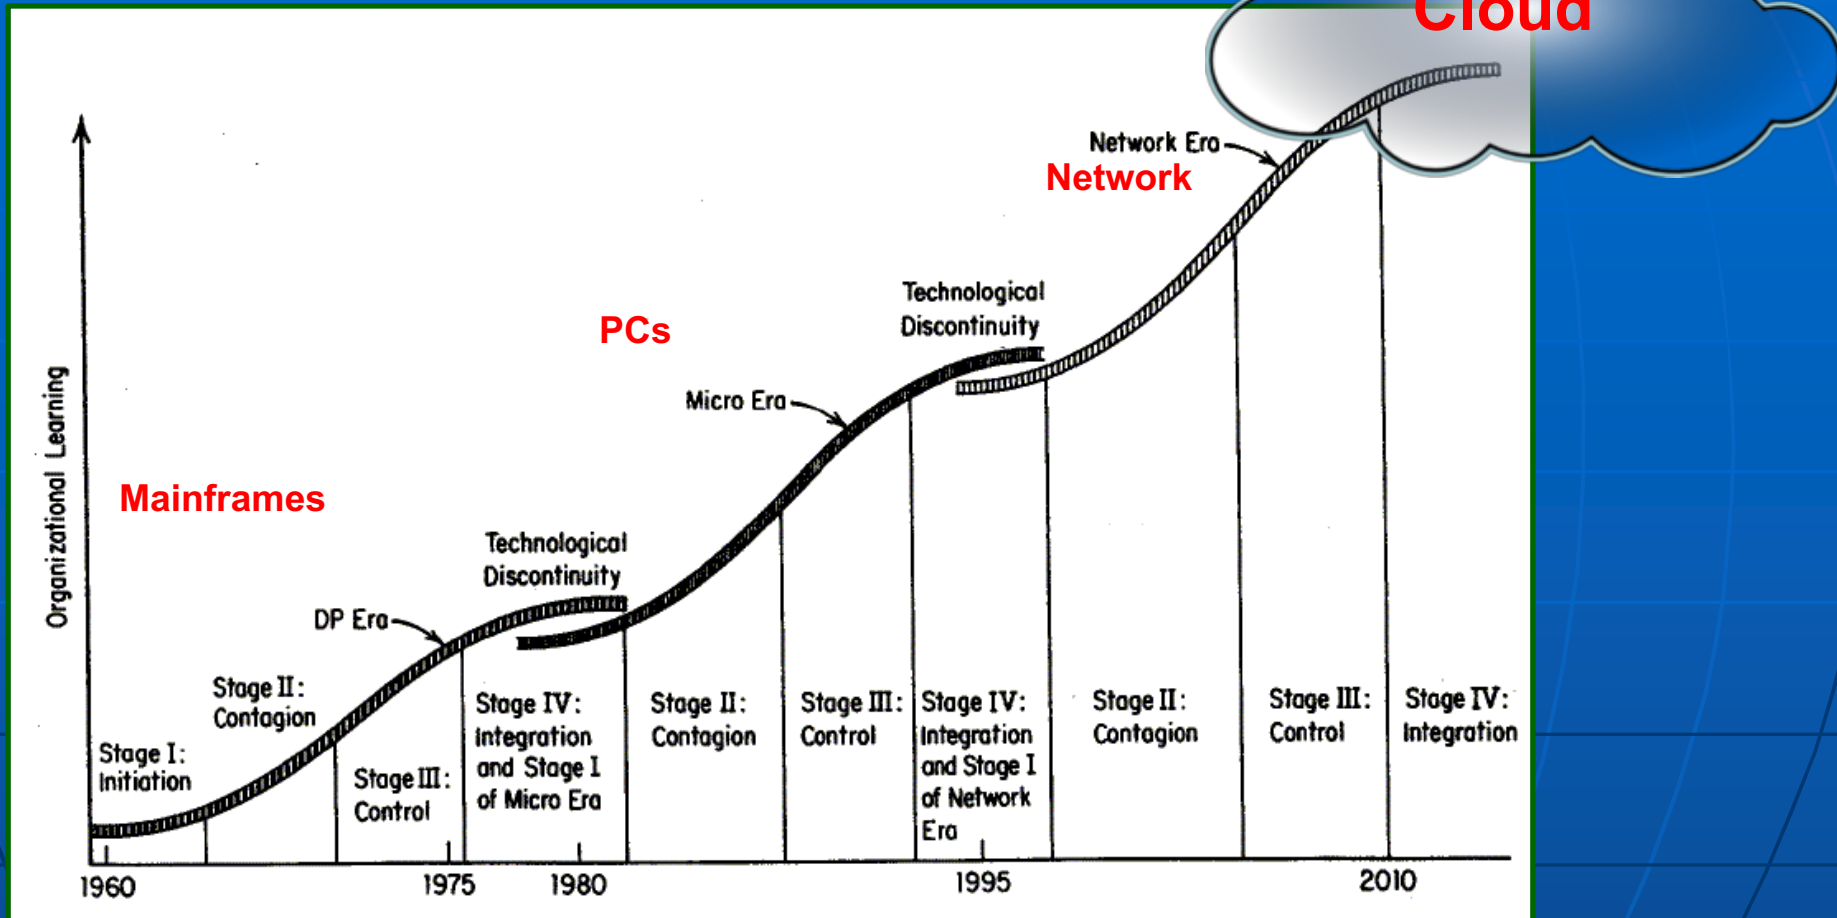 Cloud
Network Era
Network
Technological
Discontinuity
PCs
Micro Era
Organizational Learning
Mainframes
Technological
Discontinuity
DP Era
Stage I:
Initiation
Stage II:
Contagion
Stage III:
Control
Stage IV:
Integration
and Stage I
of Micro Era
Stage II:
Contagion
Stage III:
Control
Stage IV:
Integration
and Stage I
of Network
Era
Stage II:
Contagion
Stage III:
Control
Stage IV:
Integration
1960
1975
1980
1995
2010